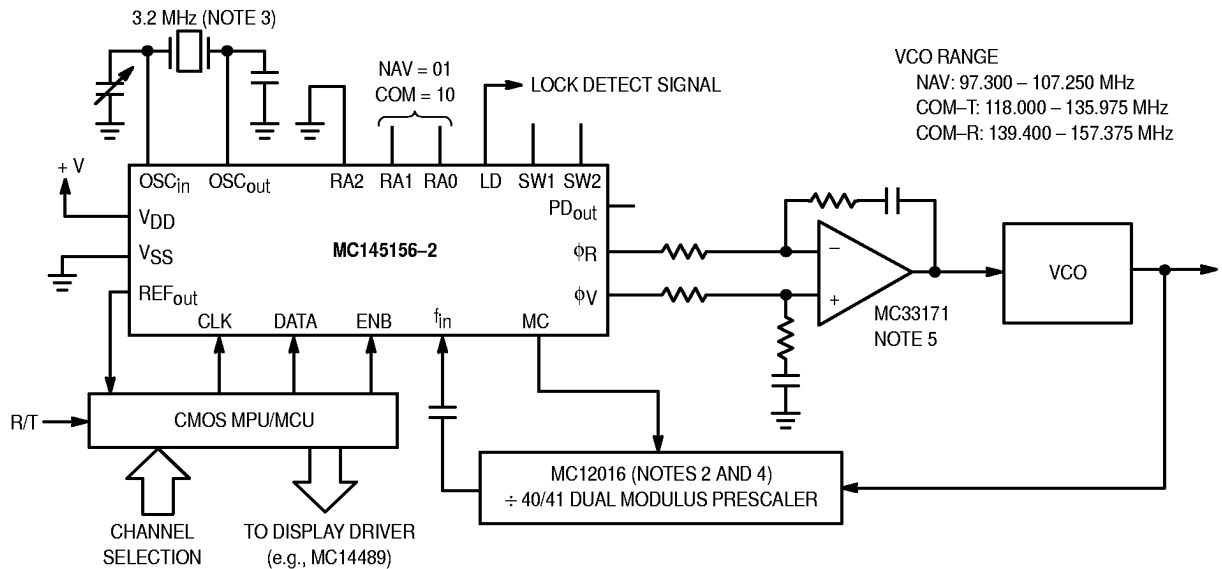 3.2 MHz (NOTE 3)
NAV = 01
COM = 10
LOCK DETECT SIGNAL
VCO RANGE
NAV: 97.300 – 107.250 MHz
COM–T: 118.000 – 135.975 MHz
COM–R: 139.400 – 157.375 MHz
+ V
OSCin
OSCout
RA2
RA1
RA0
LD
SW1
SW2
VDD
VSS
REFout
MC145156–2
PDout
ϕR
ϕV
CLK
DATA
ENB
fin
MC
–
+
MC33171
NOTE 5
VCO
R/T
CMOS MPU/MCU
MC12016 (NOTES 2 AND 4)
÷ 40/41 DUAL MODULUS PRESCALER
CHANNEL
SELECTION
TO DISPLAY DRIVER
(e.g., MC14489)